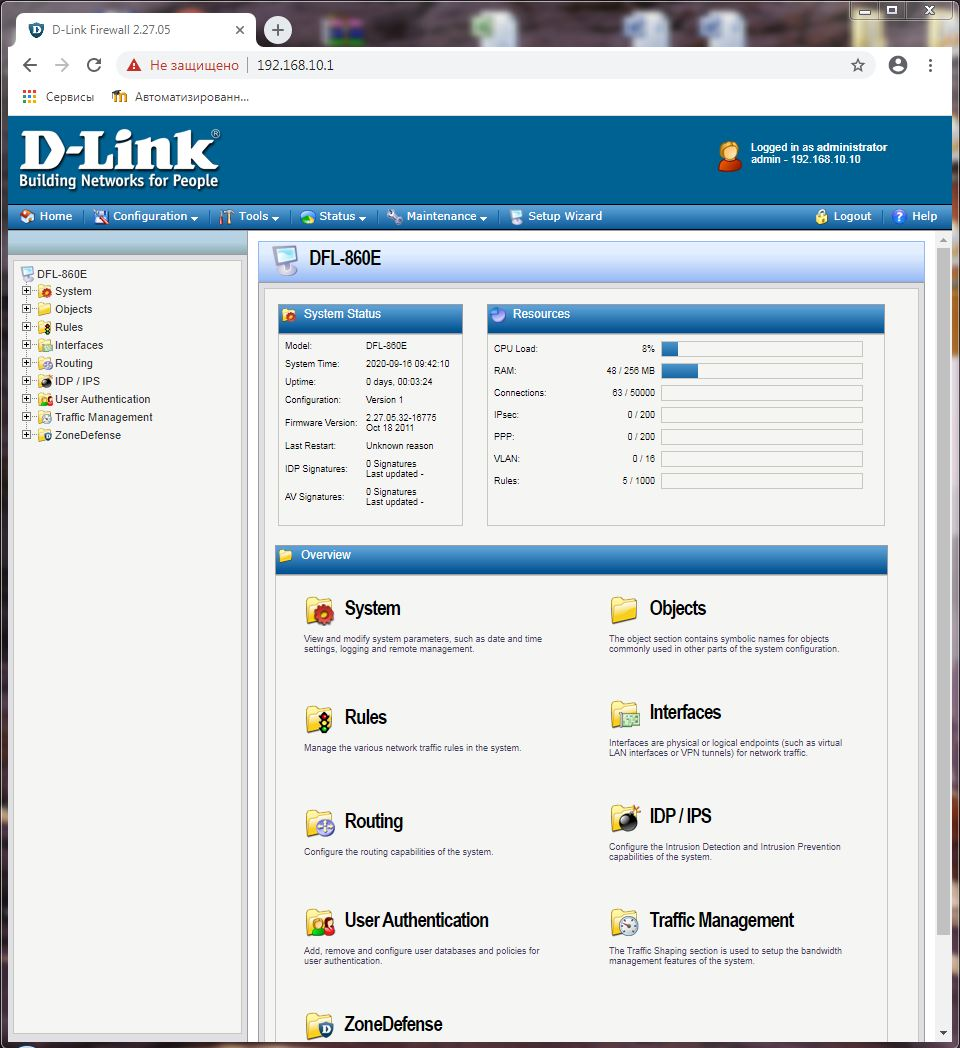 D-Link Firewall 2.27.05
Не защищено 192.168.10.1
Сервисы Автоматизированн...
D-Link®
Building Networks for People
Logged in as administrator
admin - 192.168.10.10
Home Configuration Tools Status Maintenance Setup Wizard Logout Help
DFL-860E
System
Objects
Rules
Interfaces
Routing
IDP / IPS
User Authentication
Traffic Management
ZoneDefense
DFL-860E
System Status
Model: DFL-860E
System Time: 2020-09-16 09:42:10
Uptime: 0 days, 00:03:24
Configuration: Version 1
Firmware Version: 2.27.05.32-16775
Oct 18 2011
Last Restart: Unknown reason
IDP Signatures: 0 Signatures
Last updated -
AV Signatures: 0 Signatures
Last updated -
Resources
CPU Load: 8%
RAM: 48 / 256 MB
Connections: 63 / 50000
IPsec: 0 / 200
PPP: 0 / 200
VLAN: 0 / 16
Rules: 5 / 1000
Overview
System
View and modify system parameters, such as date and time
settings, logging and remote management.
Objects
The object section contains symbolic names for objects
commonly used in other parts of the system configuration.
Rules
Manage the various network traffic rules in the system.
Interfaces
Interfaces are physical or logical endpoints (such as virtual
LAN interfaces or VPN tunnels) for network traffic.
Routing
Configure the routing capabilities of the system.
IDP / IPS
Configure the Intrusion Detection and Intrusion Prevention
capabilities of the system.
User Authentication
Add, remove and configure user databases and policies for
user authentication.
Traffic Management
The Traffic Shaping section is used to setup the bandwidth
management features of the system.
ZoneDefense